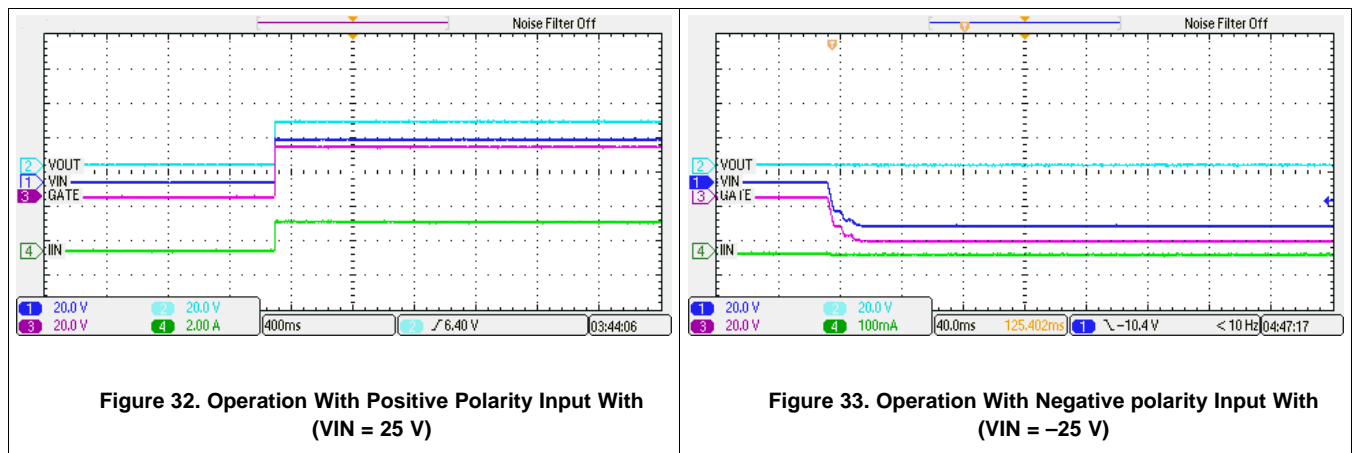 Noise Filter Off
2 VOUT
1 VIN
3 GATE
4 IIN
1 20.0 V 2 20.0 V
3 20.0 V 4 2.00 A
400ms
2 6.40 V
03:44:06
Figure 32. Operation With Positive Polarity Input With
(VIN = 25 V)
Noise Filter Off
T
T
2 VOUT
1 VIN
3 GATE
4 IIN
1 20.0 V 2 20.0 V
3 20.0 V 4 100mA
40.0ms 125.402ms
1 -10.4 V < 10 Hz
04:47:17
Figure 33. Operation With Negative polarity Input With
(VIN = –25 V)